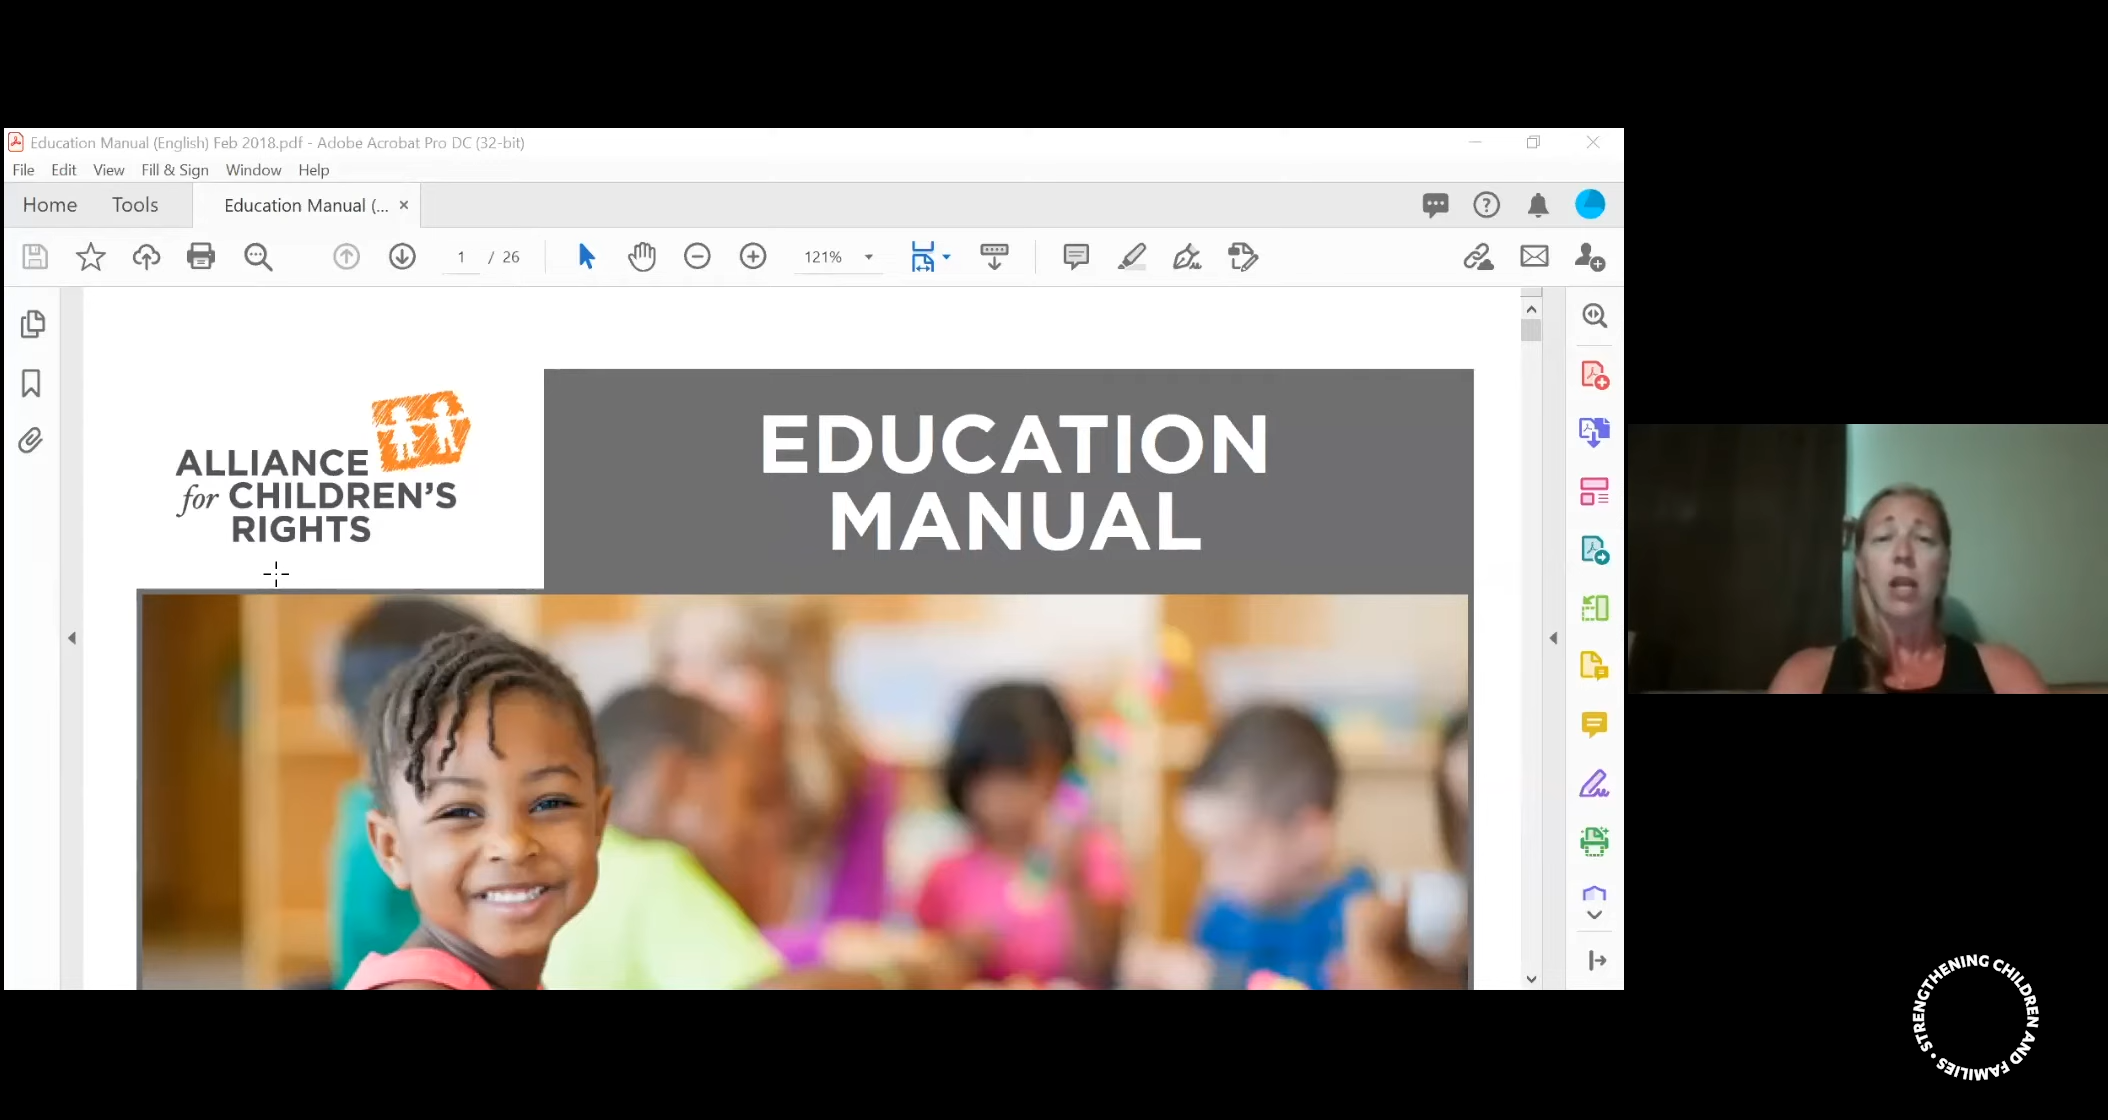 Education Manual (English) Feb 2018.pdf - Adobe Acrobat Pro DC (32-bit)
File Edit View Fill & Sign Window Help
Home Tools Education Manual (... ×
1 / 26 121%
ALLIANCE
for CHILDREN'S
RIGHTS
EDUCATION
MANUAL
STRENGTHENING CHILDREN AND FAMILIES •